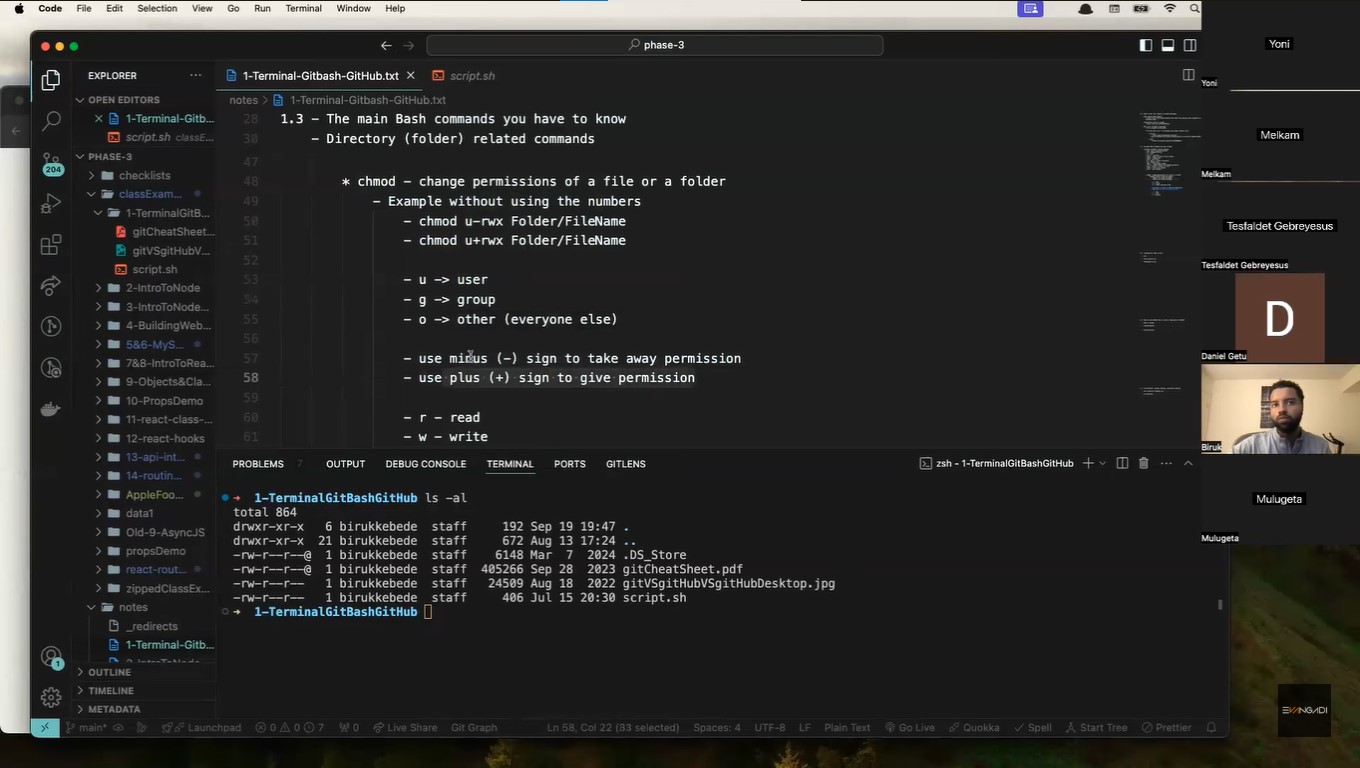 Code File Edit Selection View Go Run Terminal Window Help
phase-3
EXPLORER
OPEN EDITORS
1-Terminal-Gitb...
script.sh classE...
PHASE-3
checklists
classExam...
1-TerminalGitB...
gitCheatSheet...
gitVSgitHubV...
script.sh
2-IntroToNode
3-IntroToNode...
4-BuildingWeb...
5&6-MyS...
7&8-IntroToRea...
9-Objects&Cla...
10-PropsDemo
11-react-class-...
12-react-hooks
13-api-int...
14-routin...
AppleFoo...
data1
Old-9-AsyncJS
propsDemo
react-rout...
zippedClassEx...
notes
_redirects
1-Terminal-Gitb...
OUTLINE
TIMELINE
METADATA
204
1
1-Terminal-Gitbash-GitHub.txt script.sh
notes > 1-Terminal-Gitbash-GitHub.txt
28 1.3 - The main Bash commands you have to know
30 - Directory (folder) related commands
47
48 * chmod - change permissions of a file or a folder
49 - Example without using the numbers
50 - chmod u-rwx Folder/FileName
51 - chmod u+rwx Folder/FileName
52
53 - u -> user
54 - g -> group
55 - o -> other (everyone else)
56
57 - use minus (-) sign to take away permission
58 - use plus (+) sign to give permission
59
60 - r - read
61 - w - write
PROBLEMS 7 OUTPUT DEBUG CONSOLE TERMINAL PORTS GITLENS
zsh - 1-TerminalGitBashGitHub
1-TerminalGitBashGitHub ls -al
total 864
drwxr-xr-x 6 birukkebede staff 192 Sep 19 19:47 .
drwxr-xr-x 21 birukkebede staff 672 Aug 13 17:24 ..
-rw-r--r--@ 1 birukkebede staff 6148 Mar 7 2024 .DS_Store
-rw-r--r--@ 1 birukkebede staff 405266 Sep 28 2023 gitCheatSheet.pdf
-rw-r--r-- 1 birukkebede staff 24509 Aug 18 2022 gitVSgitHubVSgitHubDesktop.jpg
-rw-r--r-- 1 birukkebede staff 406 Jul 15 20:30 script.sh
1-TerminalGitBashGitHub
main* Launchpad 0 0 7 0 Live Share Git Graph Ln 58, Col 22 (33 selected) Spaces: 4 UTF-8 LF Plain Text Go Live Quokka Spell Start Tree Prettier
Yoni
Yoni
Melkam
Melkam
Tesfaldet Gebreyesus
Tesfaldet Gebreyesus
D
Daniel Getu
Biruk
Mulugeta
Mulugeta
EVANGADI